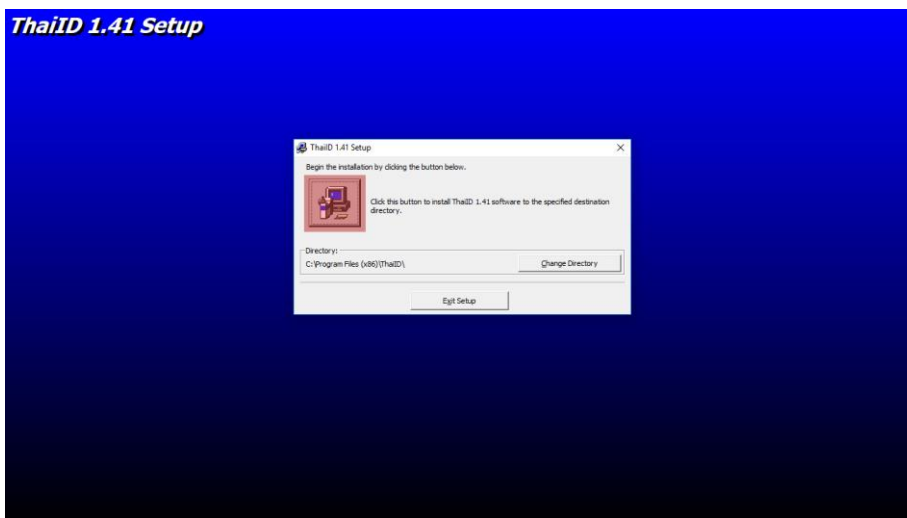 ThaiID 1.41 Setup
ThaiID 1.41 Setup
Begin the installation by clicking the button below.
Click this button to install ThaiID 1.41 software to the specified destination
directory.
Directory:
C:\Program Files (x86)\ThaiID\
Change Directory
Exit Setup